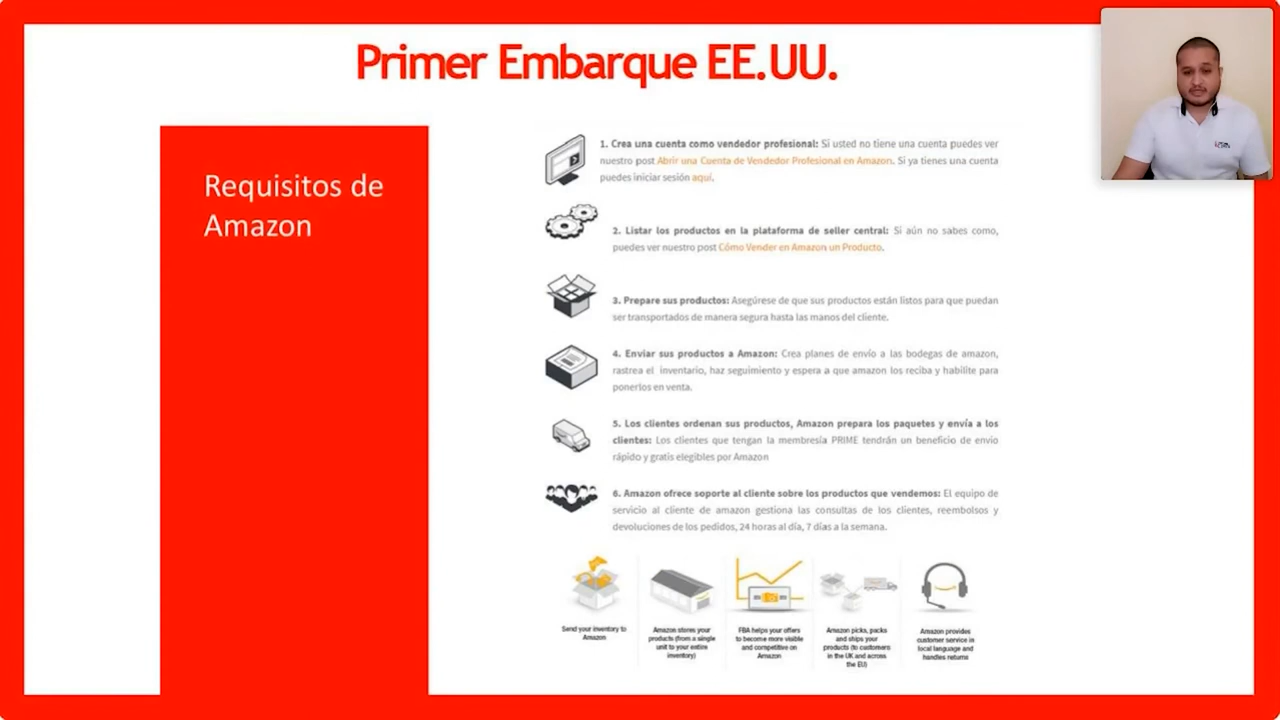 Primer Embarque EE.UU.
Requisitos de
Amazon
1. Crea una cuenta como vendedor profesional: Si usted no tiene una cuenta puedes ver
nuestro post Abrir una Cuenta de Vendedor Profesional en Amazon. Si ya tienes una cuenta
puedes iniciar sesión aquí.
2. Listar los productos en la plataforma de seller central: Si aún no sabes como,
puedes ver nuestro post Cómo Vender en Amazon un Producto.
3. Prepare sus productos: Asegúrese de que sus productos están listos para que puedan
ser transportados de manera segura hasta las manos del cliente.
4. Enviar sus productos a Amazon: Crea planes de envío a las bodegas de amazon,
rastrea el inventario, haz seguimiento y espera a que amazon los reciba y habilite para
ponerlos en venta.
5. Los clientes ordenan sus productos, Amazon prepara los paquetes y envía a los
clientes: Los clientes que tengan la membresía PRIME tendrán un beneficio de envio
rápido y gratis elegibles por Amazon
6. Amazon ofrece soporte al cliente sobre los productos que vendemos: El equipo de
servicio al cliente de amazon gestiona las consultas de los clientes, reembolsos y
devoluciones de los pedidos, 24 horas al día, 7 días a la semana.
Send your inventory to
Amazon
Amazon stores your
products (from a single
unit to your entire
inventory)
FBA helps your offers
to become more visible
and competitive on
Amazon
Amazon picks, packs
and ships your
products (to customers
in the UK and across
the EU)
Amazon provides
customer service in
local language and
handles returns